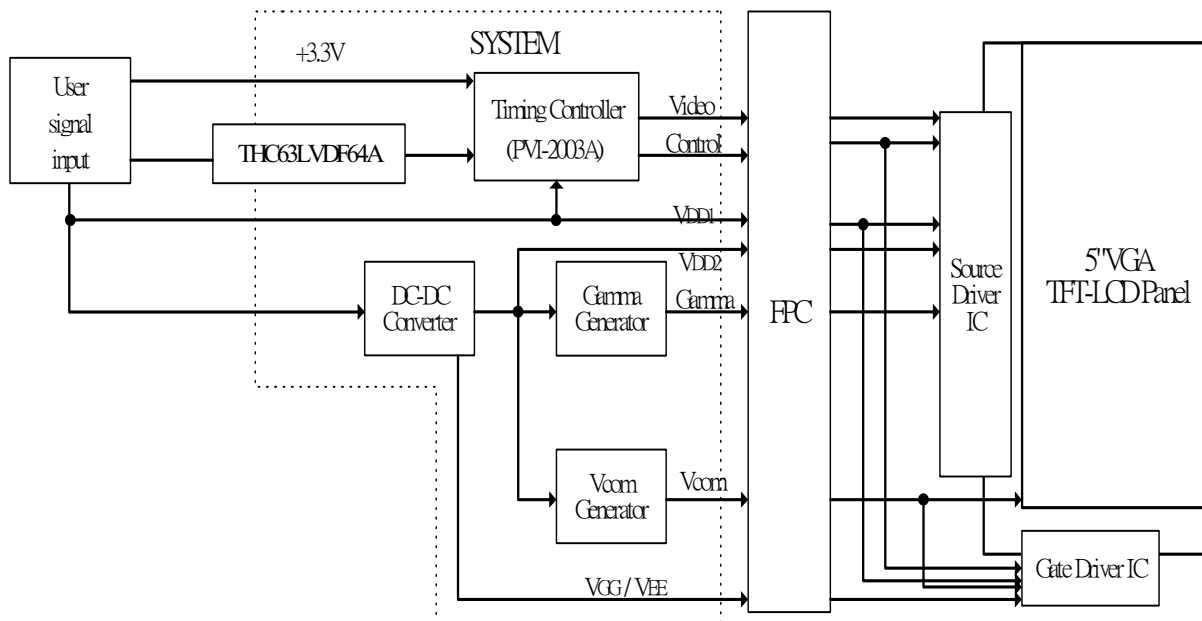 SYSTEM
+3.3V
User
signal
input
THC63LVDF64A
Timing Controller
(PVI-2003A)
Video
Control
VDD1
VDD2
DC-DC
Converter
Gamma
Generator
Gamma
Vcom
Generator
Vcom
VGG / VEE
FPC
Source
Driver
IC
5"VGA
TFT-LCD Panel
Gate Driver IC